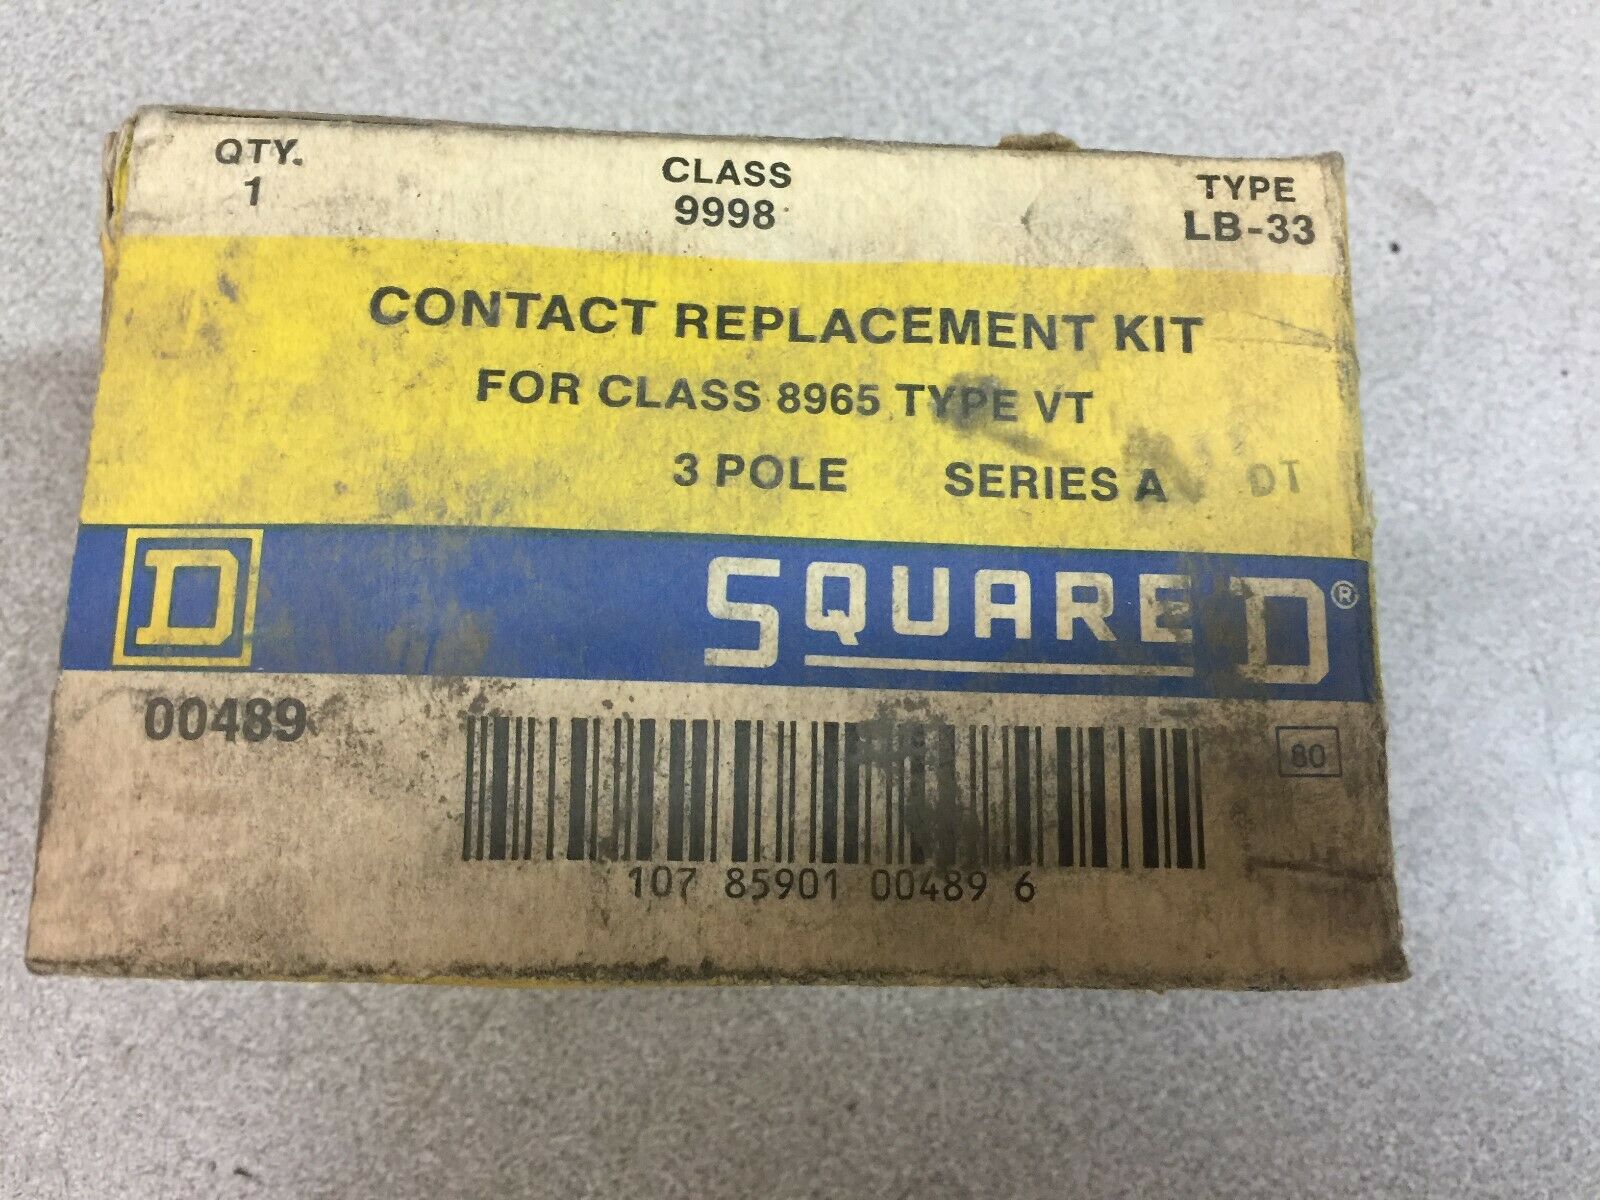 QTY. CLASS TYPE
1 9998 LB-33
CONTACT REPLACEMENT KIT
FOR CLASS 8965 TYPE VT
3 POLE SERIES A DT
D SQUARE D®
00489
80
107 85901 00489 6